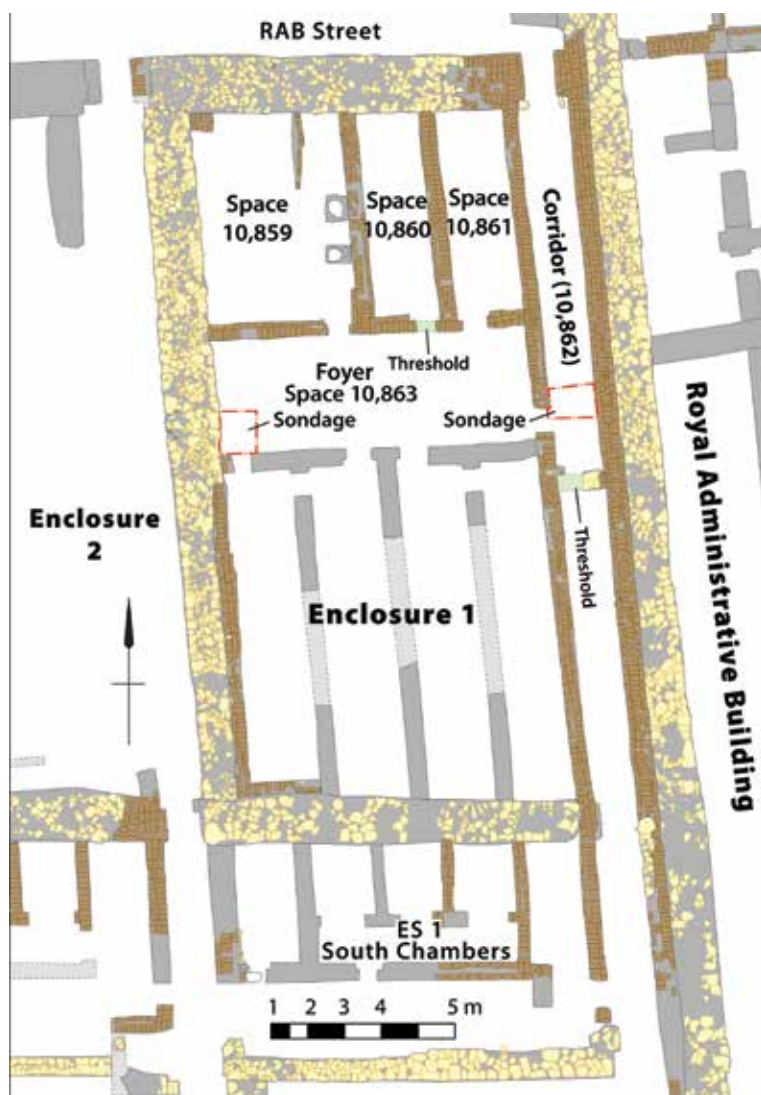 RAB Street
Space
10,859
Space
10,860
Space
10,861
Corridor (10,862)
Threshold
Foyer
Space 10,863
Sondage
Sondage
Enclosure
2
Threshold
Enclosure 1
Royal Administrative Building
ES 1
South Chambers
1 2 3 4 5 m